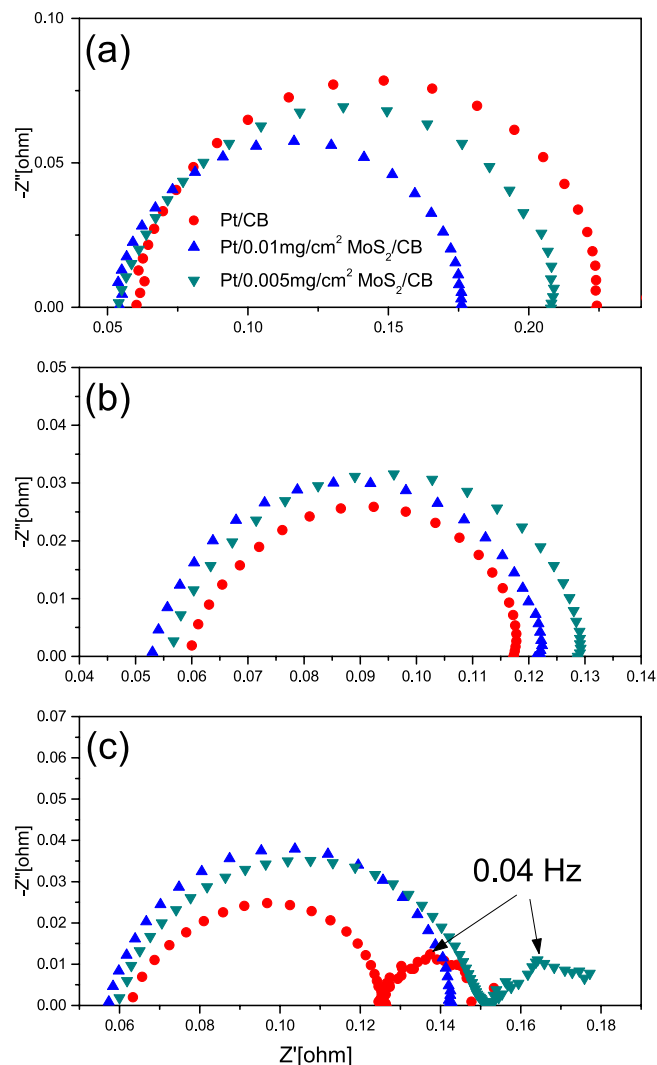 0.10
(a)
-Z"[ohm]
0.05
Pt/CB
Pt/0.01mg/cm² MoS₂/CB
Pt/0.005mg/cm² MoS₂/CB
0.00
0.05 0.10 0.15 0.20
0.05
(b)
0.04
0.03
-Z"[ohm]
0.02
0.01
0.00
0.04 0.05 0.06 0.07 0.08 0.09 0.10 0.11 0.12 0.13 0.14
0.07
(c)
0.06
0.05
0.04
-Z"[ohm]
0.04 Hz
0.03
0.02
0.01
0.00
0.06 0.08 0.10 0.12 0.14 0.16 0.18
Z'[ohm]